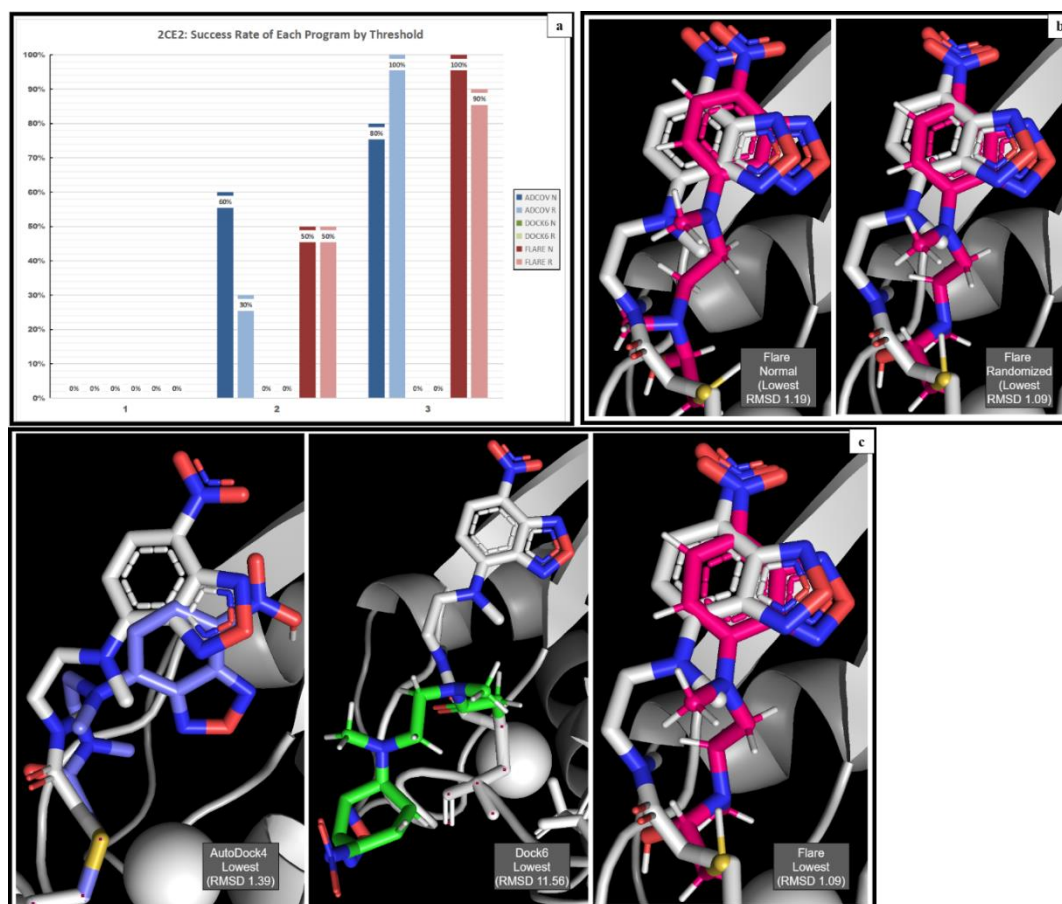 a
2CE2: Success Rate of Each Program by Threshold
100%
90%
80%
70%
60%
50%
40%
30%
20%
10%
0%
0% 0% 0% 0% 0% 0%
60%
30%
0% 0%
50% 50%
80%
100%
0% 0%
100%
90%
1 2 3
ADCOV N
ADCOV R
DOCK6 N
DOCK6 R
FLARE N
FLARE R
b
Flare
Normal
(Lowest
RMSD 1.19)
Flare
Randomized
(Lowest
RMSD 1.09)
c
AutoDock4
Lowest
(RMSD 1.39)
Dock6
Lowest
(RMSD 11.56)
Flare
Lowest
(RMSD 1.09)